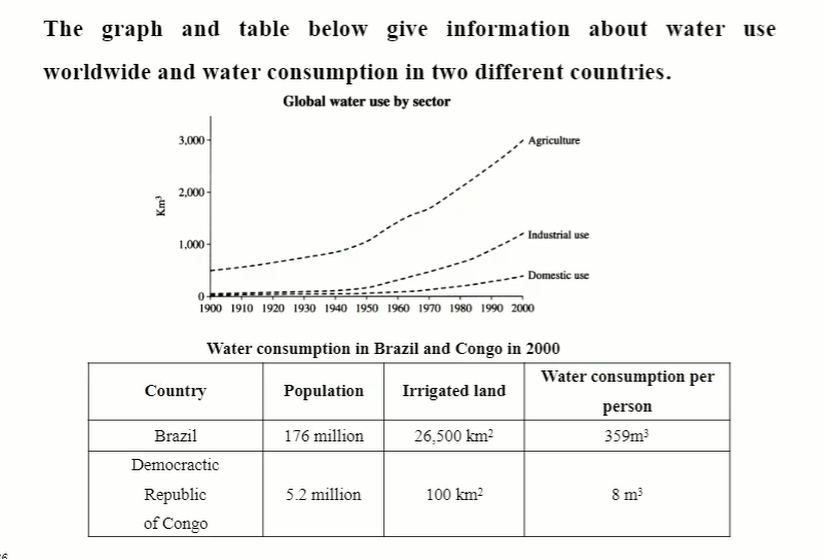 The graph and table below give information about water use
worldwide and water consumption in two different countries.
Global water use by sector
Km³
3,000
2,000
1,000
0
Agriculture
Industrial use
Domestic use
1900 1910 1920 1930 1940 1950 1960 1970 1980 1990 2000
Water consumption in Brazil and Congo in 2000
Country Population Irrigated land Water consumption per
person
Brazil 176 million 26,500 km² 359m³
Democractic
Republic 5.2 million 100 km² 8 m³
of Congo